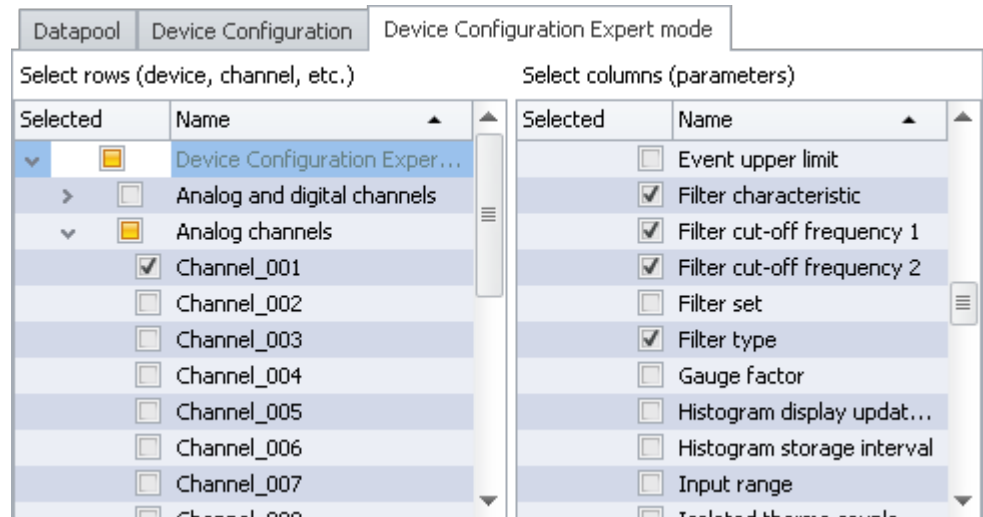 Datapool Device Configuration Device Configuration Expert mode
Select rows (device, channel, etc.) Select columns (parameters)
Selected Name Selected Name
Device Configuration Exper... Event upper limit
Analog and digital channels Filter characteristic
Analog channels Filter cut-off frequency 1
Channel_001 Filter cut-off frequency 2
Channel_002 Filter set
Channel_003 Filter type
Channel_004 Gauge factor
Channel_005 Histogram display updat...
Channel_006 Histogram storage interval
Channel_007 Input range